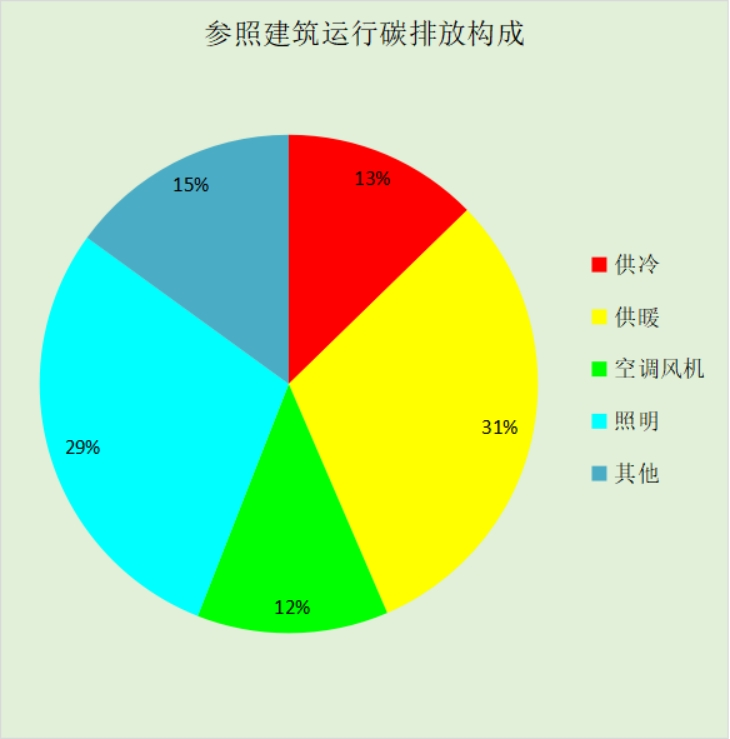 参照建筑运行碳排放构成
15%
13%
31%
29%
12%
供冷
供暖
空调风机
照明
其他